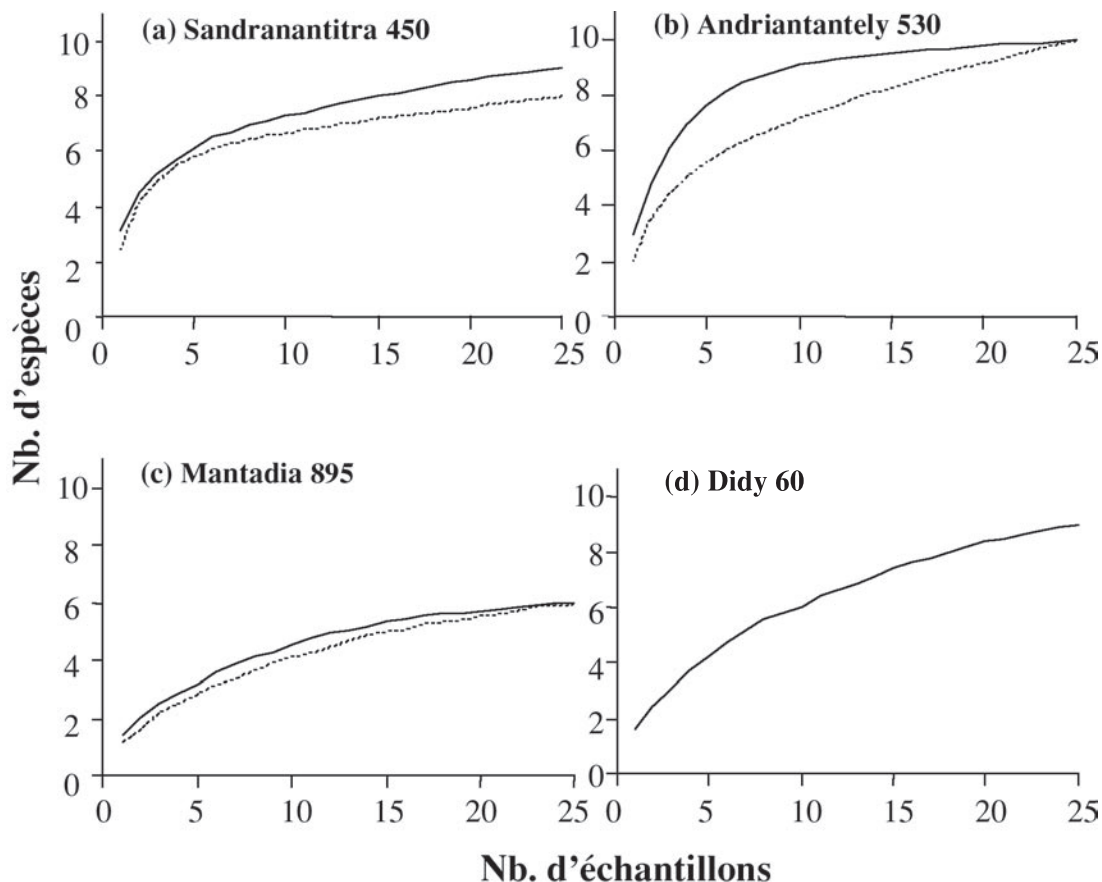 (a) Sandranantitra 450
10
8
6
4
2
0
0 5 10 15 20 25
(b) Andriantantely 530
10
8
6
4
2
0
0 5 10 15 20 25
Nb. d'espèces
(c) Mantadia 895
10
8
6
4
2
0
0 5 10 15 20 25
(d) Didy 60
10
8
6
4
2
0
0 5 10 15 20 25
Nb. d'échantillons